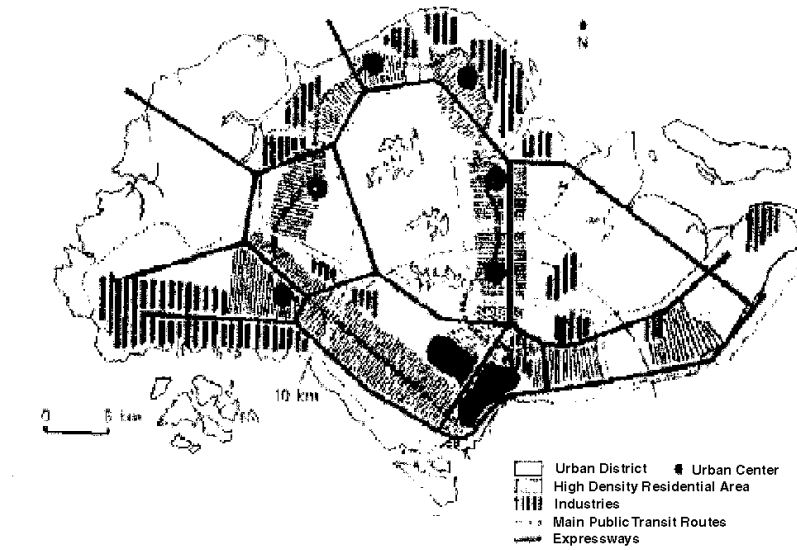 N
10 km
0 5 km
Urban District Urban Center
High Density Residential Area
Industries
Main Public Transit Routes
Expressways